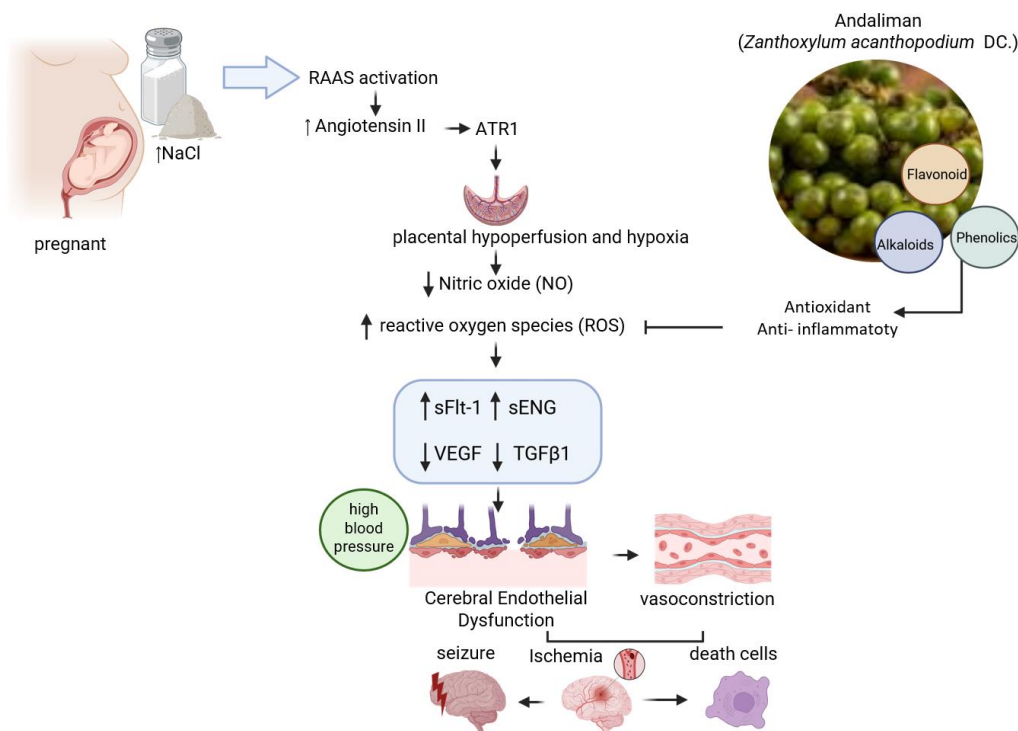 Andaliman
(Zanthoxylum acanthopodium DC.)
RAAS activation
↑ Angiotensin II
ATR1
↑NaCl
pregnant
Flavonoid
Alkaloids
Phenolics
placental hypoperfusion and hypoxia
↓ Nitric oxide (NO)
↑ reactive oxygen species (ROS)
Antioxidant
Anti- inflammatoty
↑ sFlt-1 ↑ sENG
↓ VEGF ↓ TGFβ1
high
blood
pressure
Cerebral Endothelial
Dysfunction
vasoconstriction
seizure
Ischemia
death cells